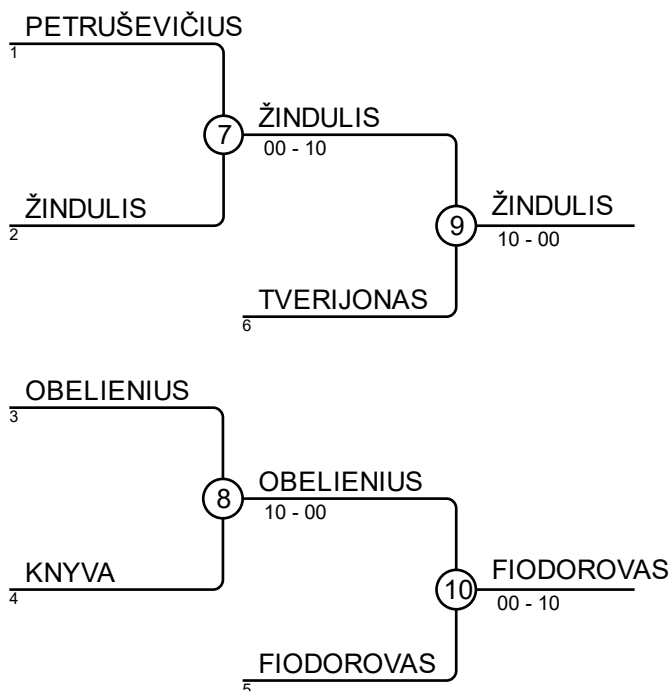 PETRUŠEVIČIUS
1
7
ŽINDULIS
00 - 10
ŽINDULIS
2
9
ŽINDULIS
10 - 00
TVERIJONAS
6
OBELIENIUS
3
8
OBELIENIUS
10 - 00
KNYVA
4
10
FIODOROVAS
00 - 10
FIODOROVAS
5